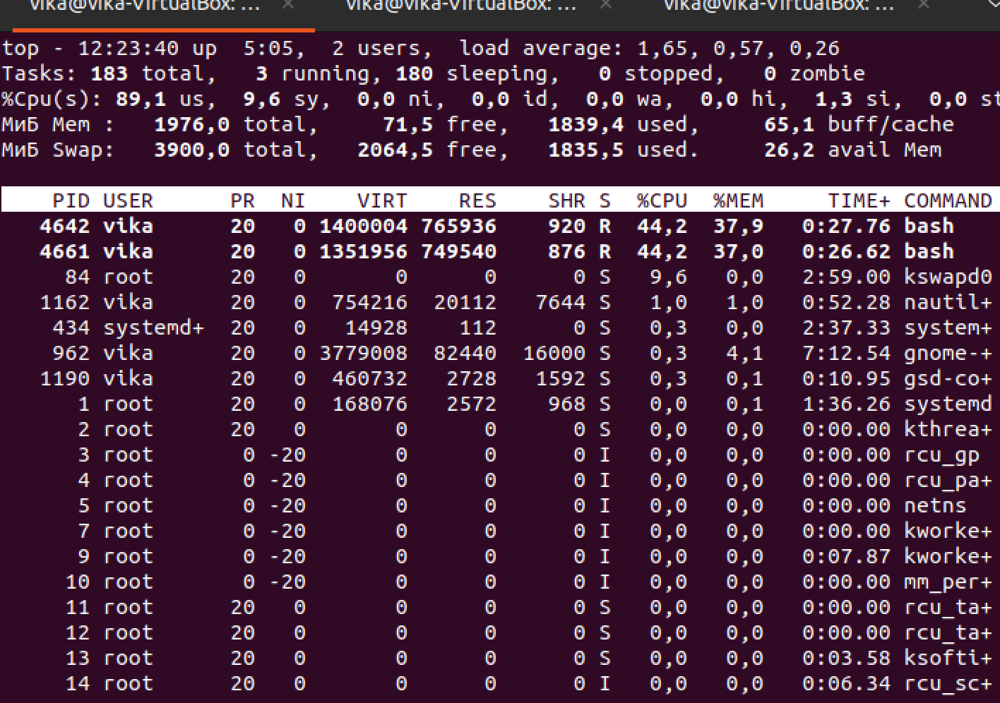 vika@vika-VirtualBox: ... × vika@vika-VirtualBox: ... × vika@vika-VirtualBox: ... ×
top - 12:23:40 up  5:05,  2 users,  load average: 1,65, 0,57, 0,26
Tasks: 183 total,   3 running, 180 sleeping,   0 stopped,   0 zombie
%Cpu(s): 89,1 us,  9,6 sy,  0,0 ni,  0,0 id,  0,0 wa,  0,0 hi,  1,3 si,  0,0 st
МиБ Mem :   1976,0 total,     71,5 free,   1839,4 used,     65,1 buff/cache
МиБ Swap:   3900,0 total,   2064,5 free,   1835,5 used.     26,2 avail Mem
PID USER      PR  NI    VIRT    RES    SHR S  %CPU  %MEM     TIME+ COMMAND
4642 vika      20   0 1400004 765936    920 R  44,2  37,9   0:27.76 bash
4661 vika      20   0 1351956 749540    876 R  44,2  37,0   0:26.62 bash
84 root      20   0       0      0      0 S   9,6   0,0   2:59.00 kswapd0
1162 vika      20   0  754216  20112   7644 S   1,0   1,0   0:52.28 nautil+
434 systemd+  20   0   14928    112      0 S   0,3   0,0   2:37.33 system+
962 vika      20   0 3779008  82440  16000 S   0,3   4,1   7:12.54 gnome-+
1190 vika      20   0  460732   2728   1592 S   0,3   0,1   0:10.95 gsd-co+
1 root      20   0  168076   2572    968 S   0,0   0,1   1:36.26 systemd
2 root      20   0       0      0      0 S   0,0   0,0   0:00.00 kthrea+
3 root       0 -20       0      0      0 I   0,0   0,0   0:00.00 rcu_gp
4 root       0 -20       0      0      0 I   0,0   0,0   0:00.00 rcu_pa+
5 root       0 -20       0      0      0 I   0,0   0,0   0:00.00 netns
7 root       0 -20       0      0      0 I   0,0   0,0   0:00.00 kworke+
9 root       0 -20       0      0      0 I   0,0   0,0   0:07.87 kworke+
10 root       0 -20       0      0      0 I   0,0   0,0   0:00.00 mm_per+
11 root      20   0       0      0      0 S   0,0   0,0   0:00.00 rcu_ta+
12 root      20   0       0      0      0 S   0,0   0,0   0:00.00 rcu_ta+
13 root      20   0       0      0      0 S   0,0   0,0   0:03.58 ksofti+
14 root      20   0       0      0      0 I   0,0   0,0   0:06.34 rcu_sc+